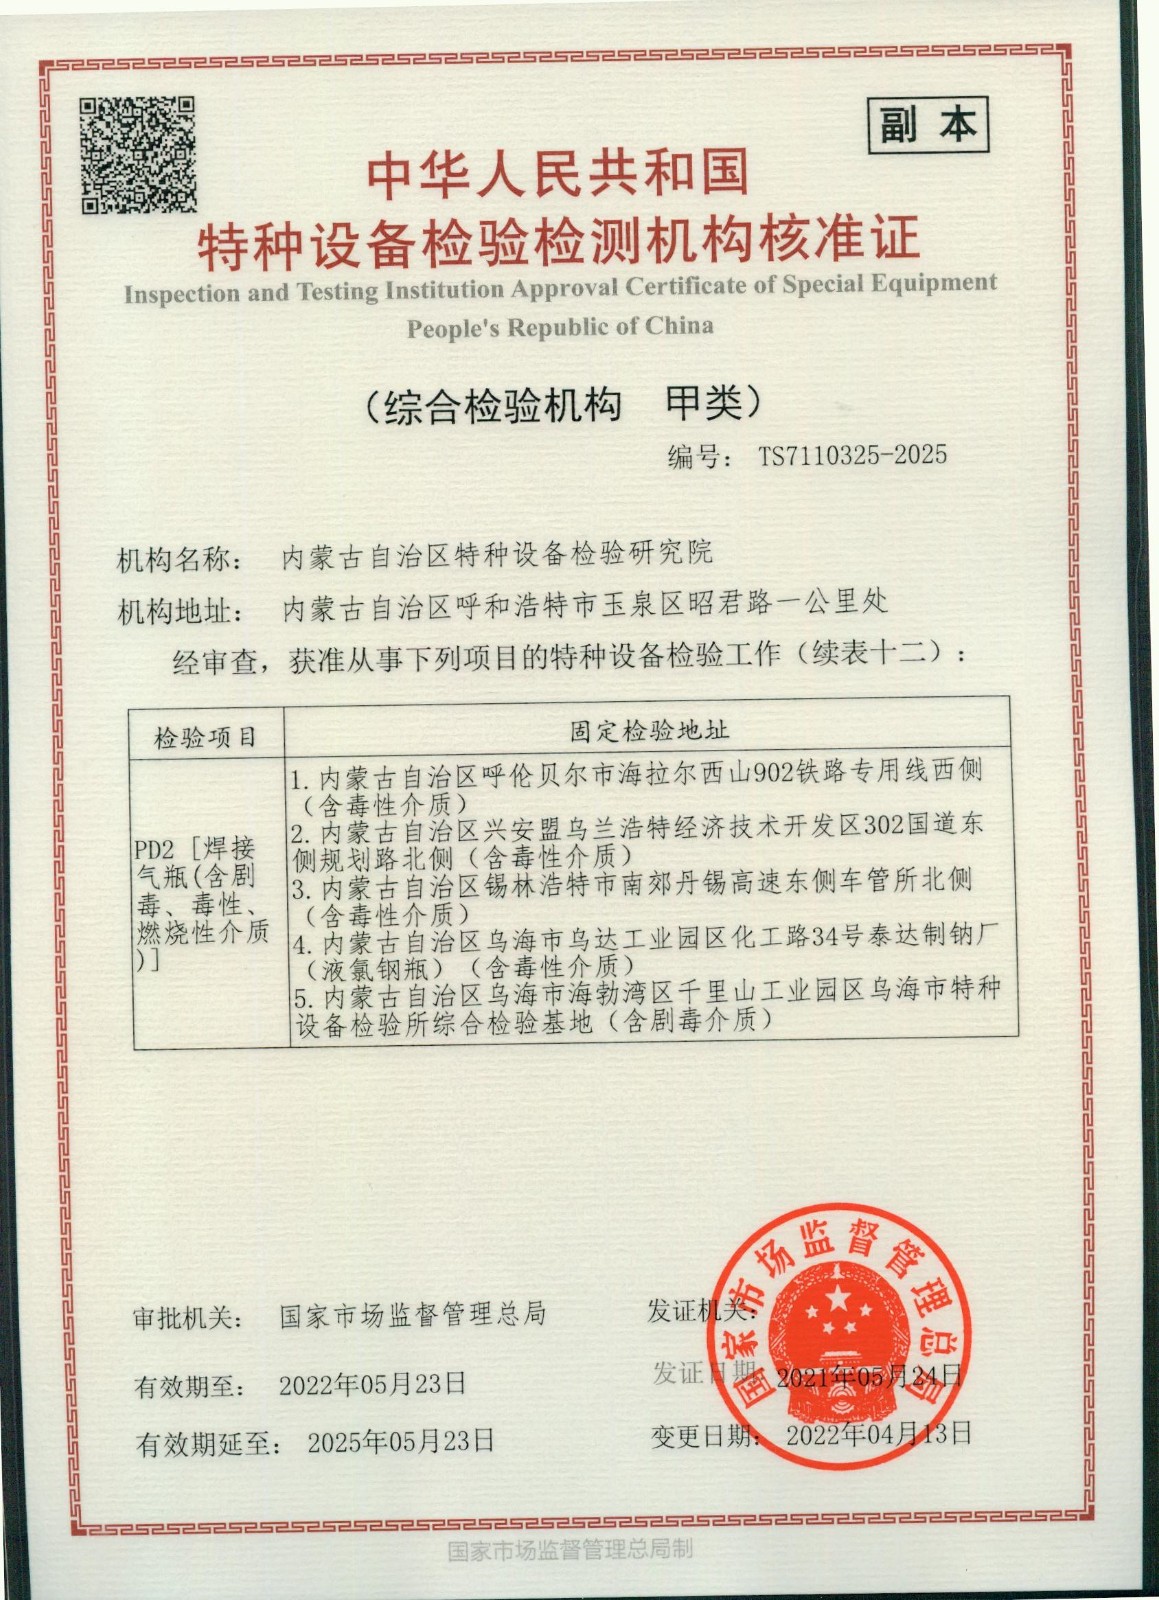 副 本
中华人民共和国
特种设备检验检测机构核准证
Inspection and Testing Institution Approval Certificate of Special Equipment
People's Republic of China
（综合检验机构 甲类）
编号： TS7110325-2025
机构名称： 内蒙古自治区特种设备检验研究院
机构地址： 内蒙古自治区呼和浩特市玉泉区昭君路一公里处
经审查，获准从事下列项目的特种设备检验工作（续表十二）：
检验项目 固定检验地址
PD2 [焊接
气瓶(含剧
毒、毒性、
燃烧性介质
)]
1.内蒙古自治区呼伦贝尔市海拉尔西山902铁路专用线西侧
（含毒性介质）
2.内蒙古自治区兴安盟乌兰浩特经济技术开发区302国道东
侧规划路北侧（含毒性介质）
3.内蒙古自治区锡林浩特市南郊丹锡高速东侧车管所北侧
（含毒性介质）
4.内蒙古自治区乌海市乌达工业园区化工路34号泰达制钠厂
（液氯钢瓶）（含毒性介质）
5.内蒙古自治区乌海市海勃湾区千里山工业园区乌海市特种
设备检验所综合检验基地（含剧毒介质）
审批机关： 国家市场监督管理总局
发证机关：
国家市场监督管理总局
有效期至： 2022年05月23日
发证日期 2021年05月24日
有效期延至： 2025年05月23日
变更日期： 2022年04月13日
国家市场监督管理总局制